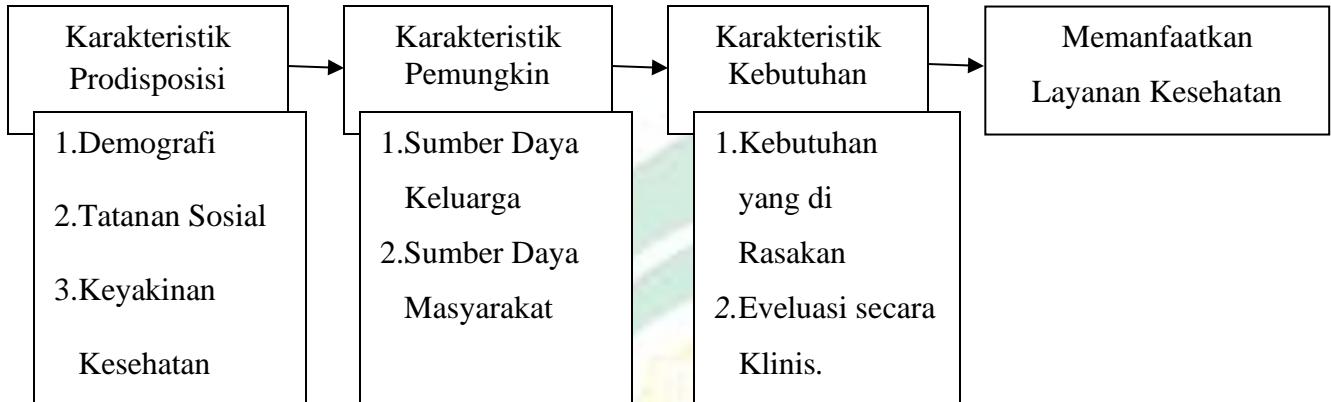 Karakteristik
Prodisposisi
1.Demografi
2.Tatanan Sosial
3.Keyakinan
Kesehatan
Karakteristik
Pemungkin
1.Sumber Daya
Keluarga
2.Sumber Daya
Masyarakat
Karakteristik
Kebutuhan
1.Kebutuhan
yang di
Rasakan
2.Eveluasi secara
Klinis.
Memanfaatkan
Layanan Kesehatan